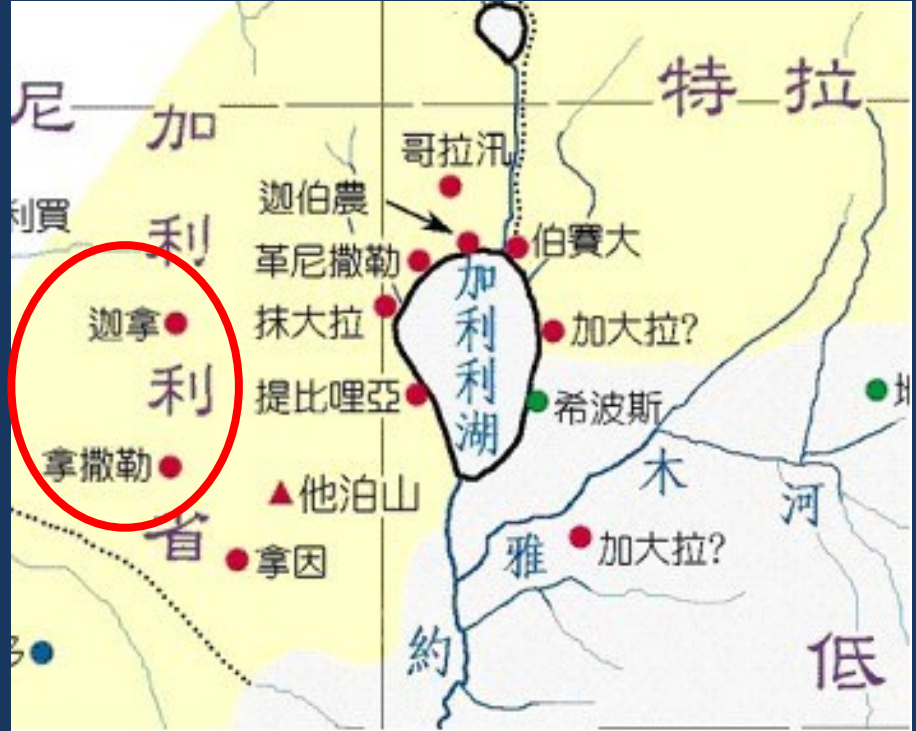 尼
加利利省
特拉
哥拉汛
迦伯農
利買
伯賽大
革尼撒勒
加利利湖
迦拿
抹大拉
加大拉?
提比哩亞
希波斯
拿撒勒
他泊山
木
河
雅
加大拉?
拿因
約
低